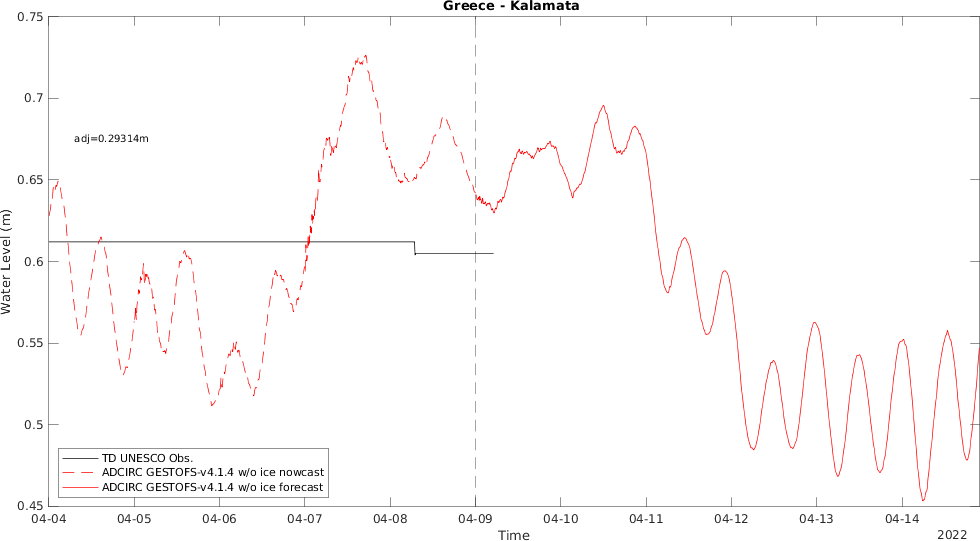 Greece - Kalamata
0.75
0.7
adj=0.29314m
0.65
0.6
0.55
0.5
0.45
Water Level (m)
TD UNESCO Obs.
ADCIRC GESTOFS-v4.1.4 w/o ice nowcast
ADCIRC GESTOFS-v4.1.4 w/o ice forecast
04-04 04-05 04-06 04-07 04-08 04-09 04-10 04-11 04-12 04-13 04-14
Time
2022